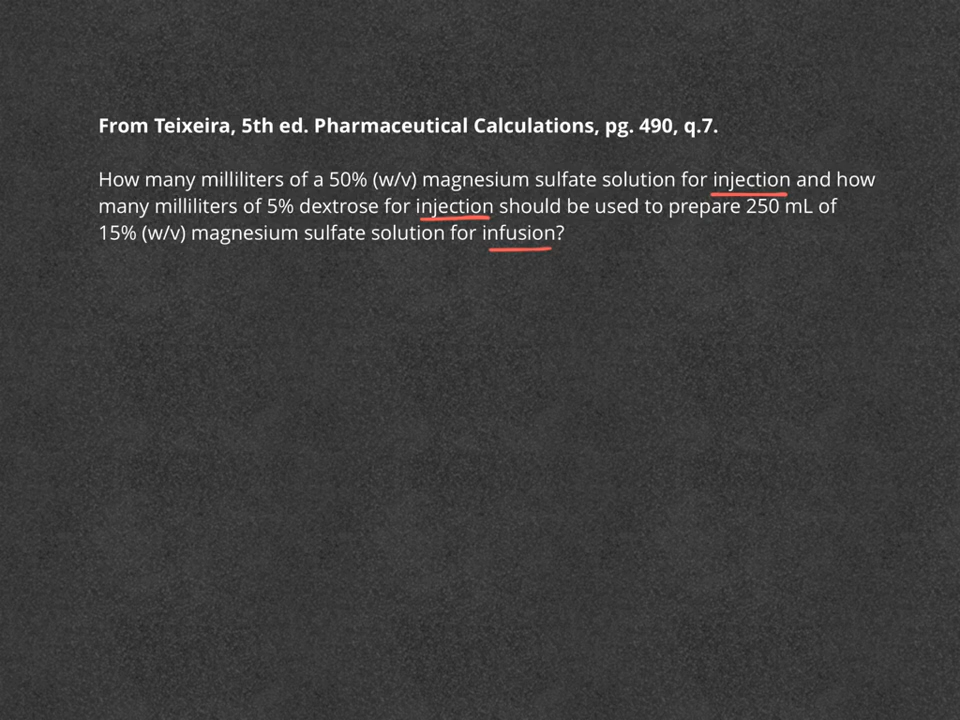 From Teixeira, 5th ed. Pharmaceutical Calculations, pg. 490, q.7.
How many milliliters of a 50% (w/v) magnesium sulfate solution for injection and how
many milliliters of 5% dextrose for injection should be used to prepare 250 mL of
15% (w/v) magnesium sulfate solution for infusion?